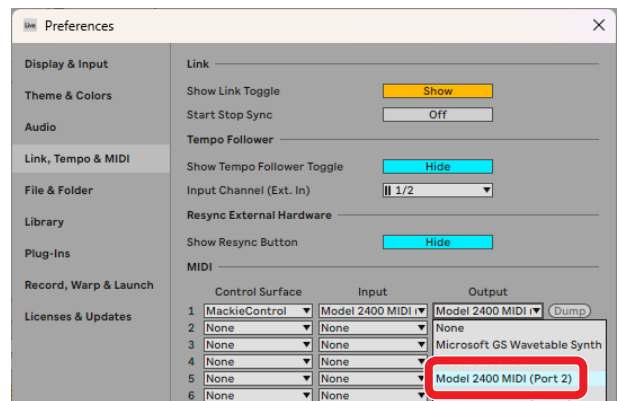 Live Preferences
Display & Input
Theme & Colors
Audio
Link, Tempo & MIDI
File & Folder
Library
Plug-Ins
Record, Warp & Launch
Licenses & Updates
Link
Show Link Toggle Show
Start Stop Sync Off
Tempo Follower
Show Tempo Follower Toggle Hide
Input Channel (Ext. In) 1/2
Resync External Hardware
Show Resync Button Hide
MIDI
Control Surface Input Output
1 MackieControl Model 2400 MIDI Model 2400 MIDI Dump
2 None None
3 None None
4 None None
5 None None
6 None None
None
Microsoft GS Wavetable Synth
Model 2400 MIDI (Port 2)